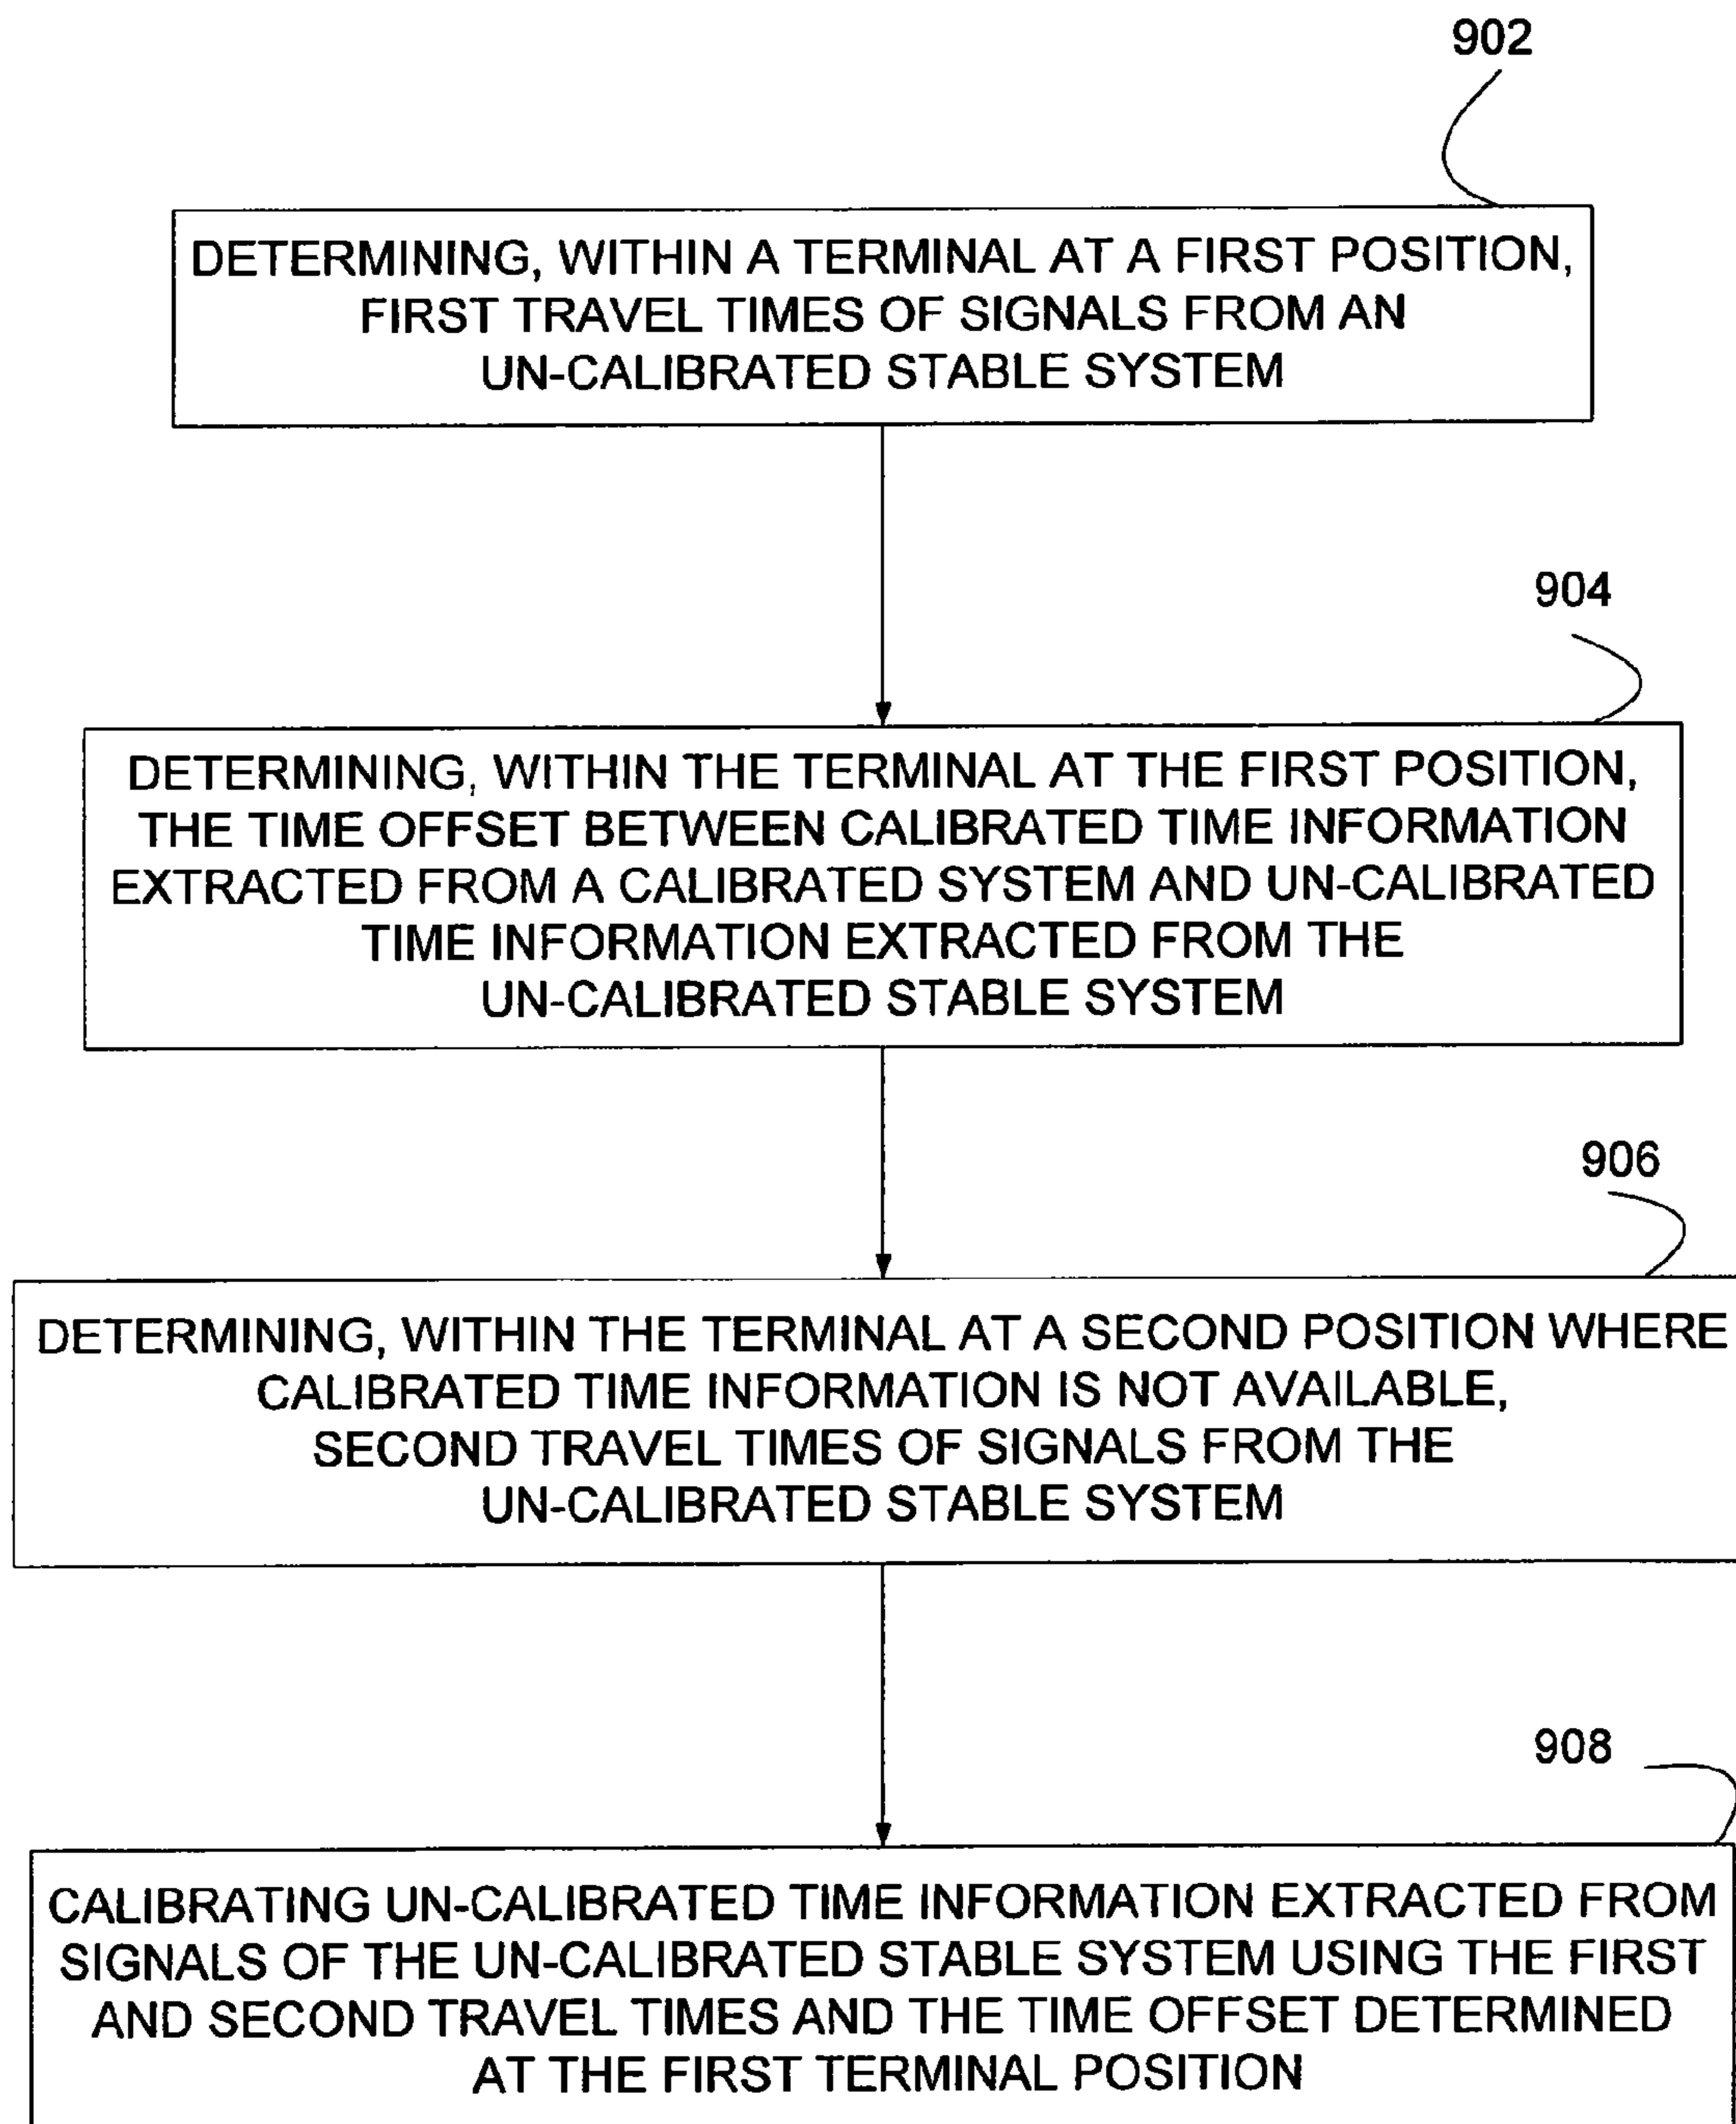 902
DETERMINING, WITHIN A TERMINAL AT A FIRST POSITION,
FIRST TRAVEL TIMES OF SIGNALS FROM AN
UN-CALIBRATED STABLE SYSTEM
904
DETERMINING, WITHIN THE TERMINAL AT THE FIRST POSITION,
THE TIME OFFSET BETWEEN CALIBRATED TIME INFORMATION
EXTRACTED FROM A CALIBRATED SYSTEM AND UN-CALIBRATED
TIME INFORMATION EXTRACTED FROM THE
UN-CALIBRATED STABLE SYSTEM
906
DETERMINING, WITHIN THE TERMINAL AT A SECOND POSITION WHERE
CALIBRATED TIME INFORMATION IS NOT AVAILABLE,
SECOND TRAVEL TIMES OF SIGNALS FROM THE
UN-CALIBRATED STABLE SYSTEM
908
CALIBRATING UN-CALIBRATED TIME INFORMATION EXTRACTED FROM
SIGNALS OF THE UN-CALIBRATED STABLE SYSTEM USING THE FIRST
AND SECOND TRAVEL TIMES AND THE TIME OFFSET DETERMINED
AT THE FIRST TERMINAL POSITION